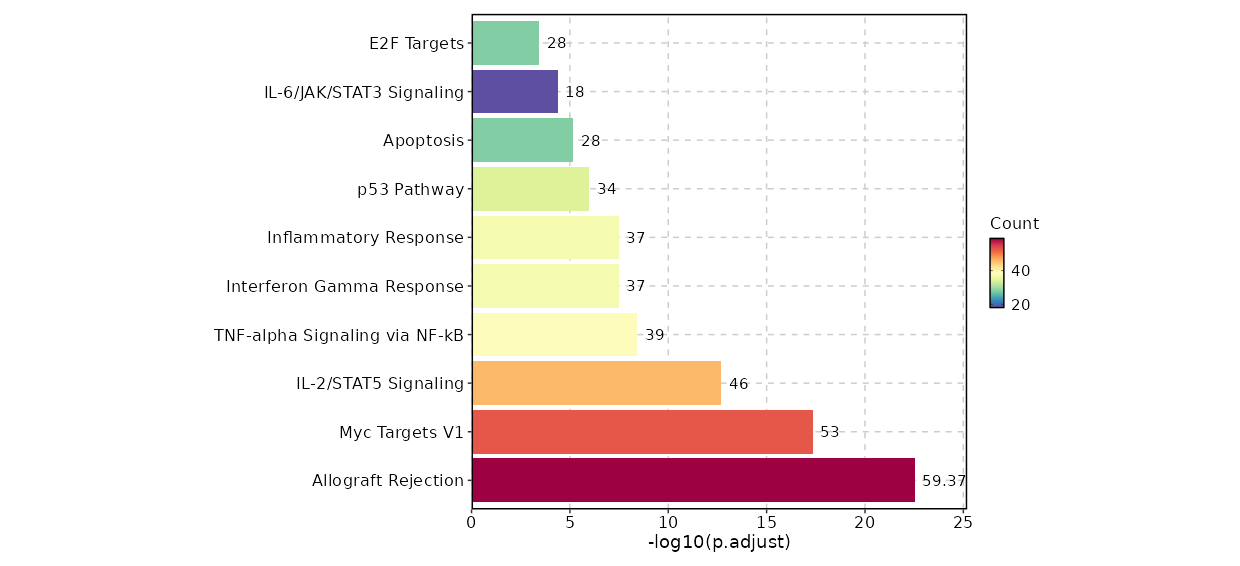 E2F Targets 28
IL-6/JAK/STAT3 Signaling 18
Apoptosis 28
p53 Pathway 34
Inflammatory Response 37
Count
Interferon Gamma Response 37
40
20
TNF-alpha Signaling via NF-kB 39
IL-2/STAT5 Signaling 46
Myc Targets V1 53
Allograft Rejection 59.37
0 5 10 15 20 25
-log10(p.adjust)